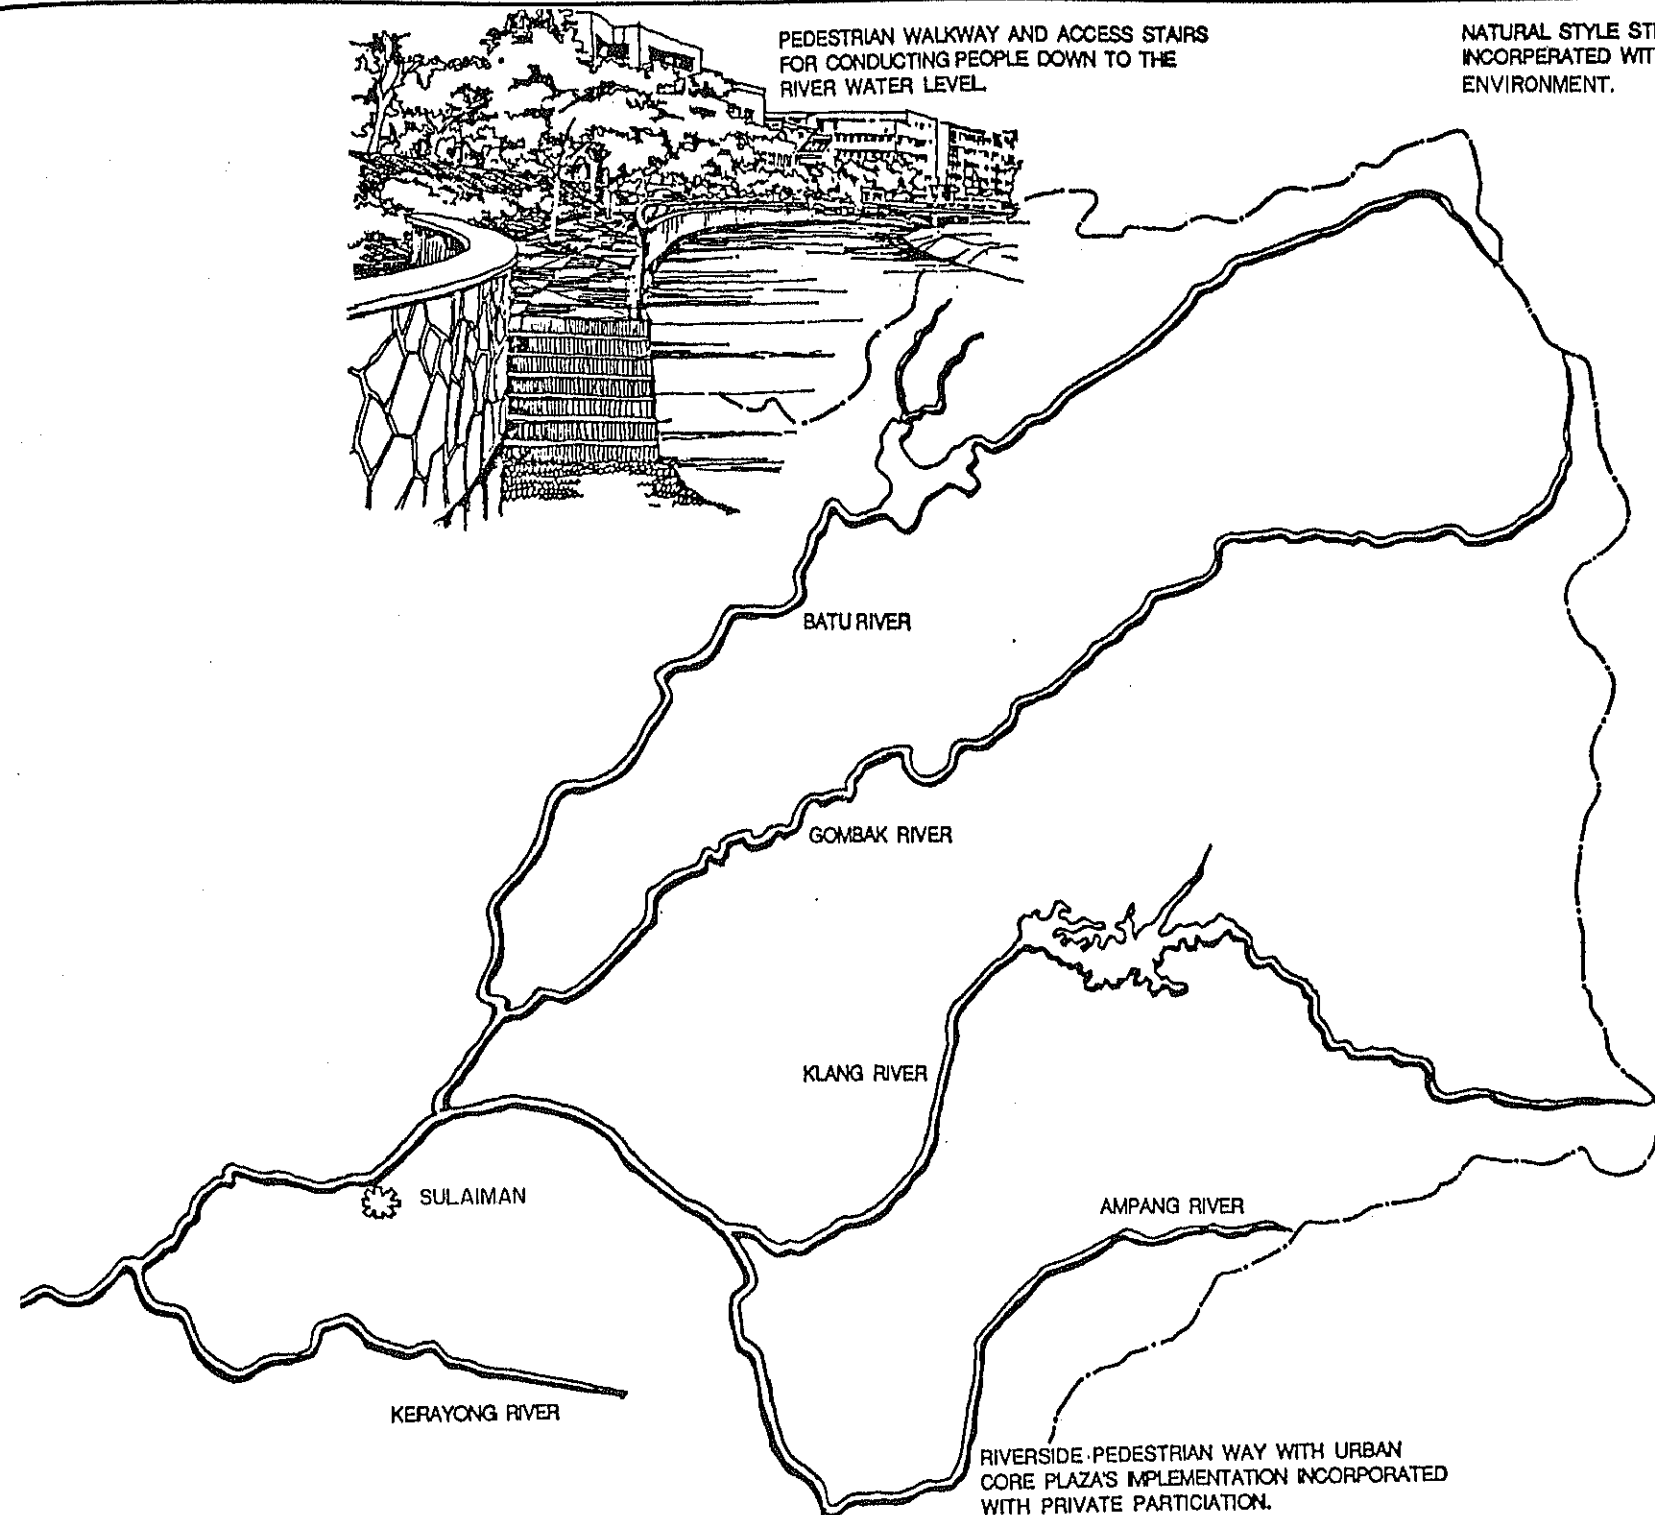 PEDESTRIAN WALKWAY AND ACCESS STAIRS
FOR CONDUCTING PEOPLE DOWN TO THE
RIVER WATER LEVEL.
NATURAL STYLE
INCORPERATED
ENVIRONMENT.
BATU RIVER
GOMBAK RIVER
KLANG RIVER
SULAIMAN
AMPANG RIVER
KERAYONG RIVER
RIVERSIDE PEDESTRIAN WAY WITH URBAN
CORE PLAZA'S IMPLEMENTATION INCORPORATED
WITH PRIVATE PARTICIATION.